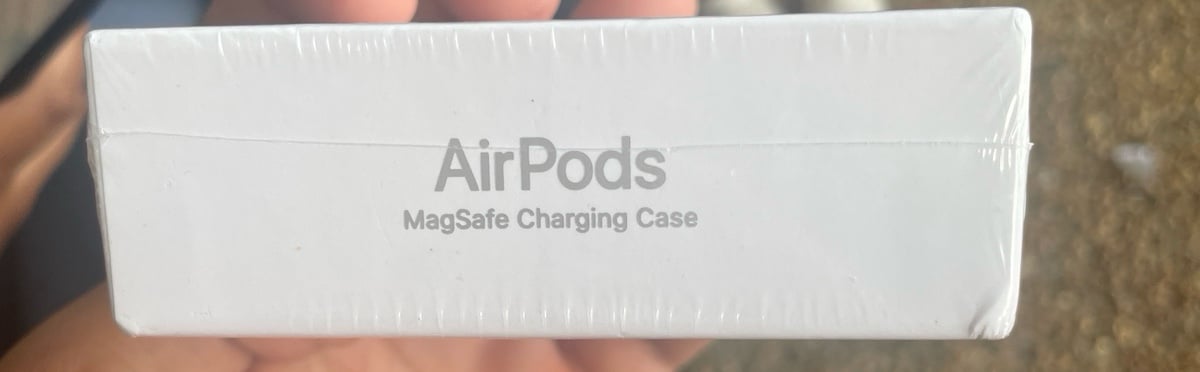 AirPods
MagSafe Charging Case